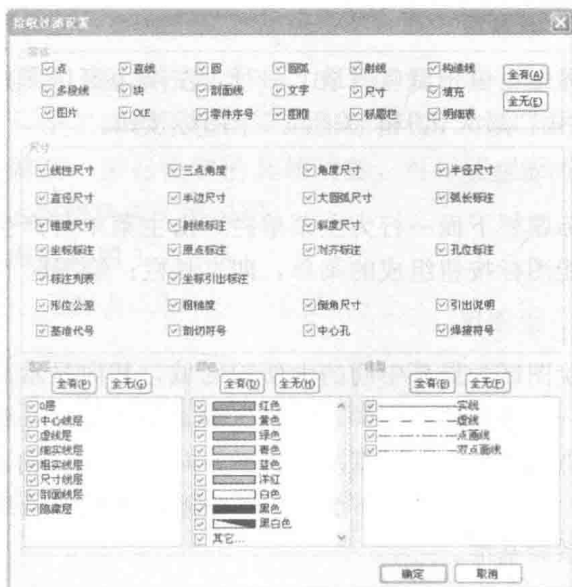 拾取过滤设置
实体
点 直线 圆 圆弧 射线 构造线 全有(A)
多段线 块 剖面线 文字 尺寸 填充 全无(E)
图片 OLE 零件序号 图框 标题栏 明细表
尺寸
线性尺寸 三点角度 角度尺寸 半径尺寸
直径尺寸 半边尺寸 大圆弧尺寸 弧长标注
锥度尺寸 射线标注 斜度尺寸
坐标标注 原点标注 对齐标注 孔位标注
标注列表 坐标引出标注
形位公差 粗糙度 倒角尺寸 引出说明
基准代号 剖切符号 中心孔 焊接符号
图层 颜色 线型
全有(P) 全无(G) 全有(D) 全无(H) 全有(B) 全无(F)
0层 红色 实线
中心线层 黄色 虚线
虚线层 绿色 点画线
细实线层 青色 双点画线
粗实线层 蓝色
尺寸线层 洋红
剖面线层 白色
隐藏层 黑色
黑白色
其它...
确定 取消